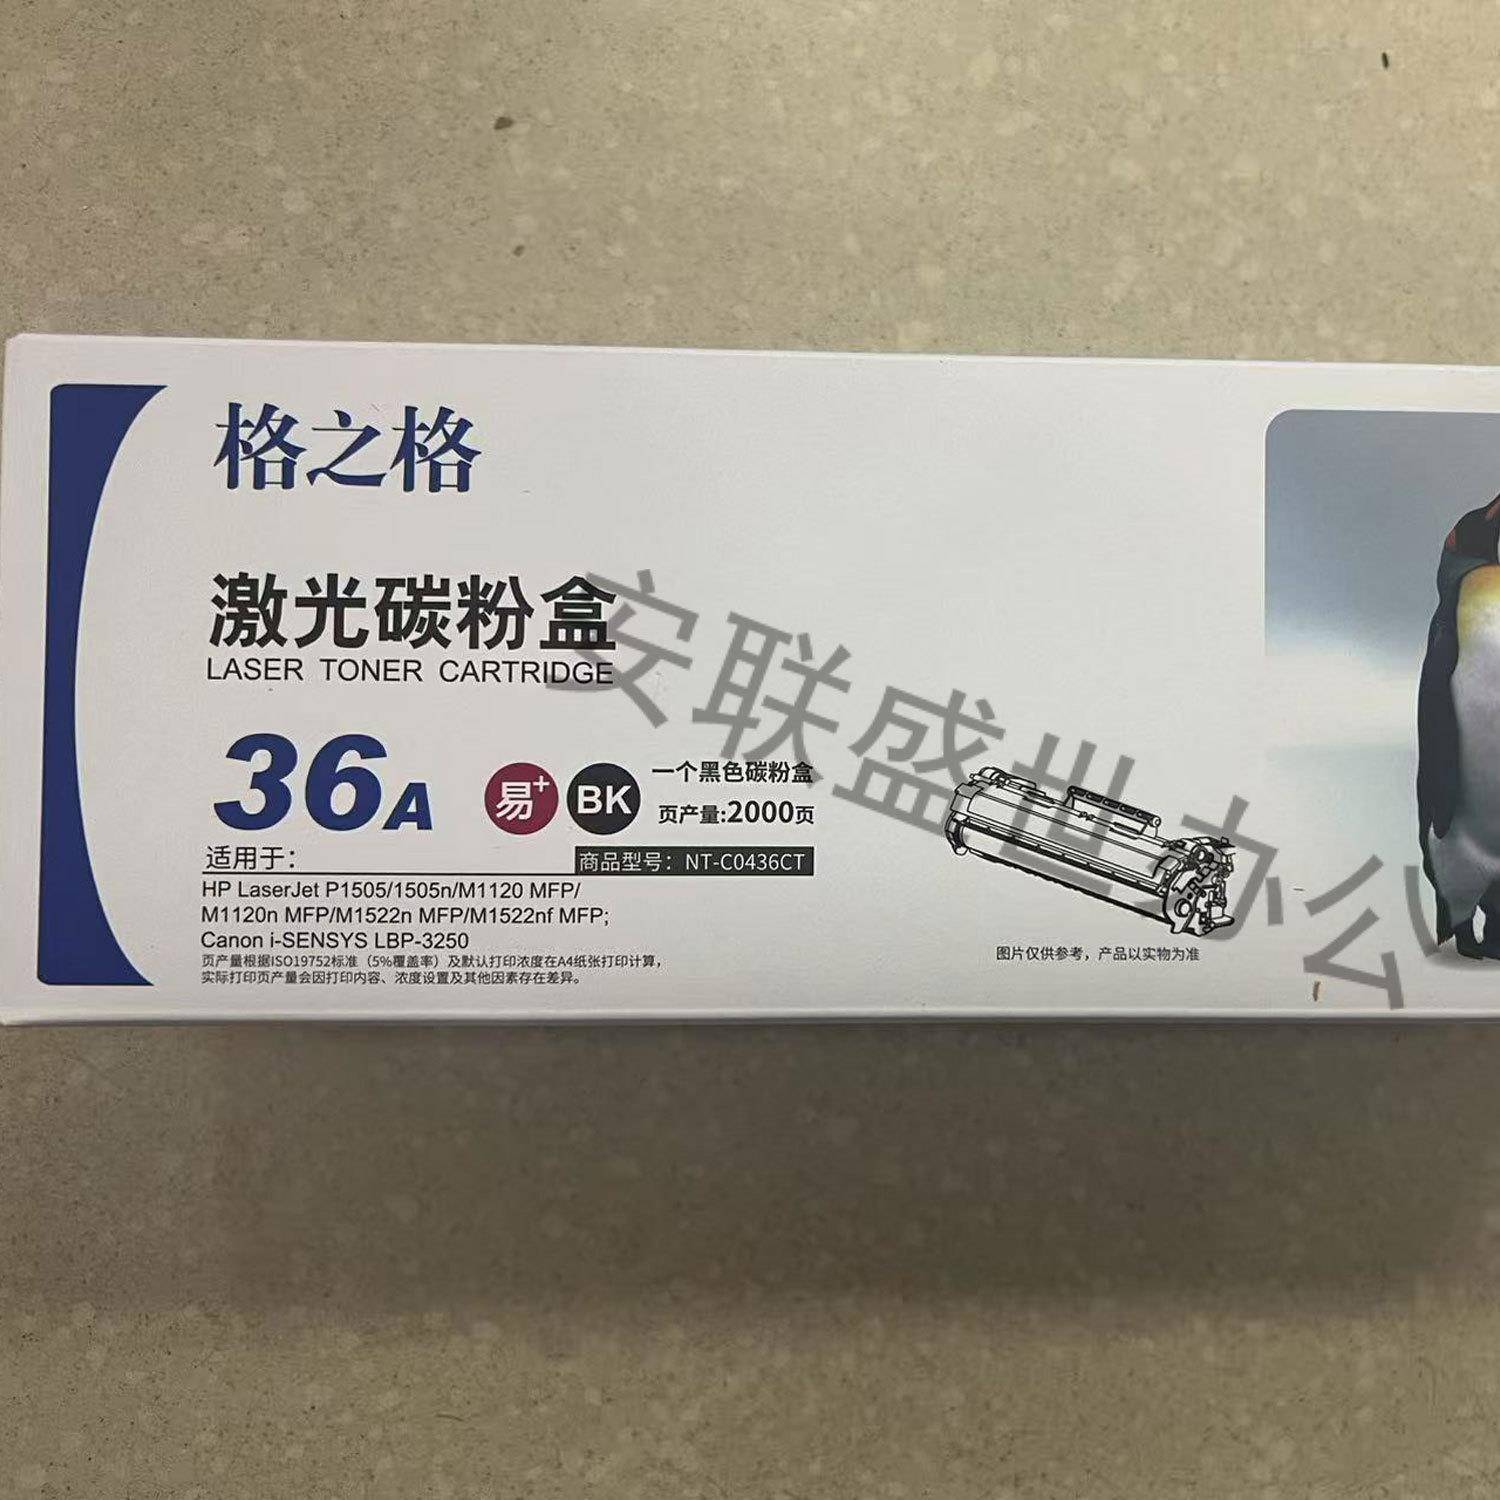 格之格
激光碳粉盒
LASER TONER CARTRIDGE
36A
易+ BK
一个黑色碳粉盒
页产量:2000页
适用于：
商品型号：NT-C0436CT
HP LaserJet P1505/1505n/M1120 MFP/
M1120n MFP/M1522n MFP/M1522nf MFP;
Canon i-SENSYS LBP-3250
页产量根据ISO19752标准（5%覆盖率）及默认打印浓度在A4纸张打印计算，
实际打印页产量会因打印内容、浓度设置及其他因素存在差异。
图片仅供参考，产品以实物为准
安联盛世办公